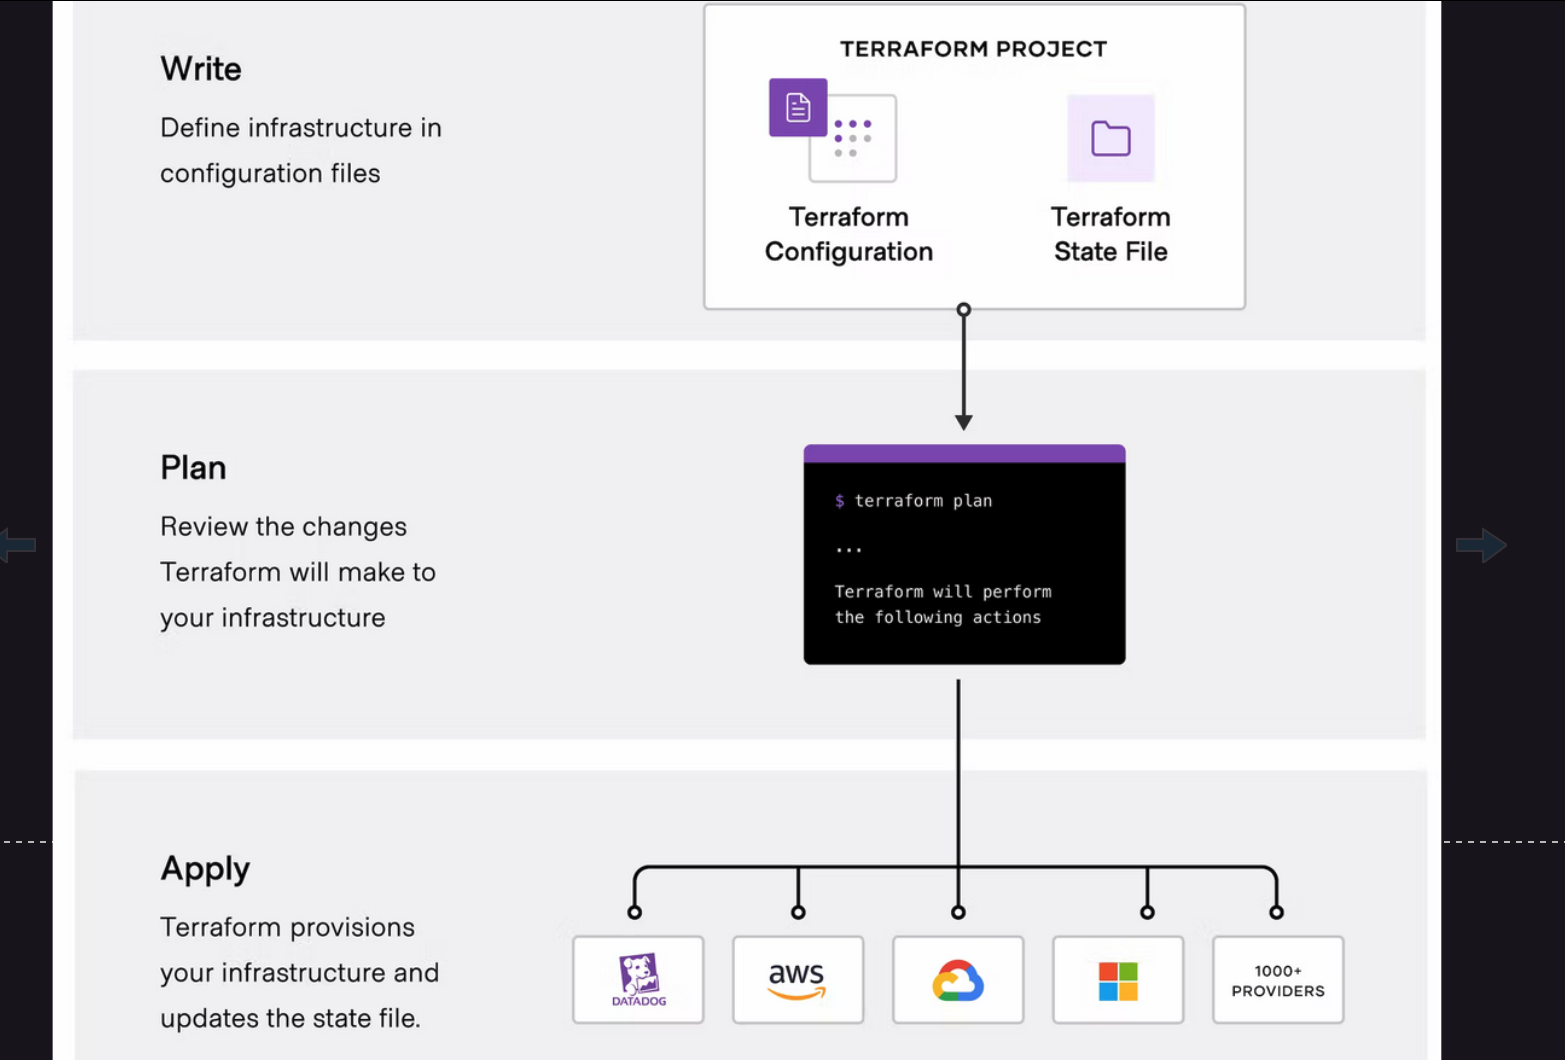 Write
Define infrastructure in
configuration files
TERRAFORM PROJECT
Terraform
Configuration
Terraform
State File
Plan
Review the changes
Terraform will make to
your infrastructure
$ terraform plan
...
Terraform will perform
the following actions
Apply
Terraform provisions
your infrastructure and
updates the state file.
DATADOG
aws
1000+
PROVIDERS